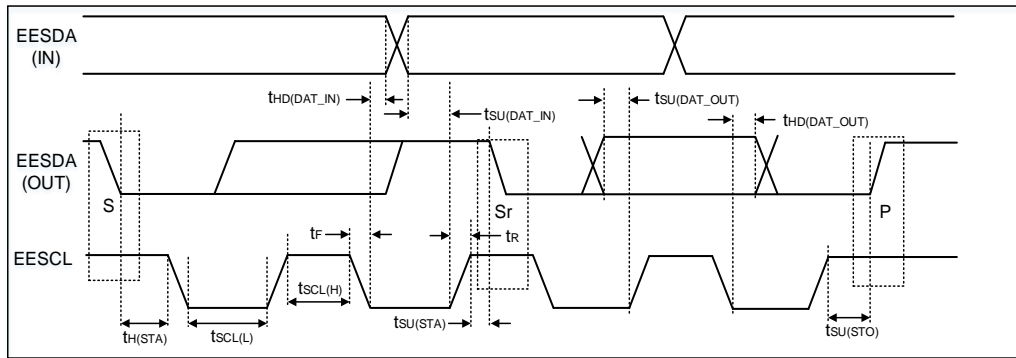 EESDA
(IN)
tHD(DAT_IN)
tSU(DAT_IN)
tSU(DAT_OUT)
tHD(DAT_OUT)
EESDA
(OUT)
S
Sr
P
tF
tR
EESCL
tH(STA)
tSCL(L)
tSCL(H)
tSU(STA)
tSU(STO)